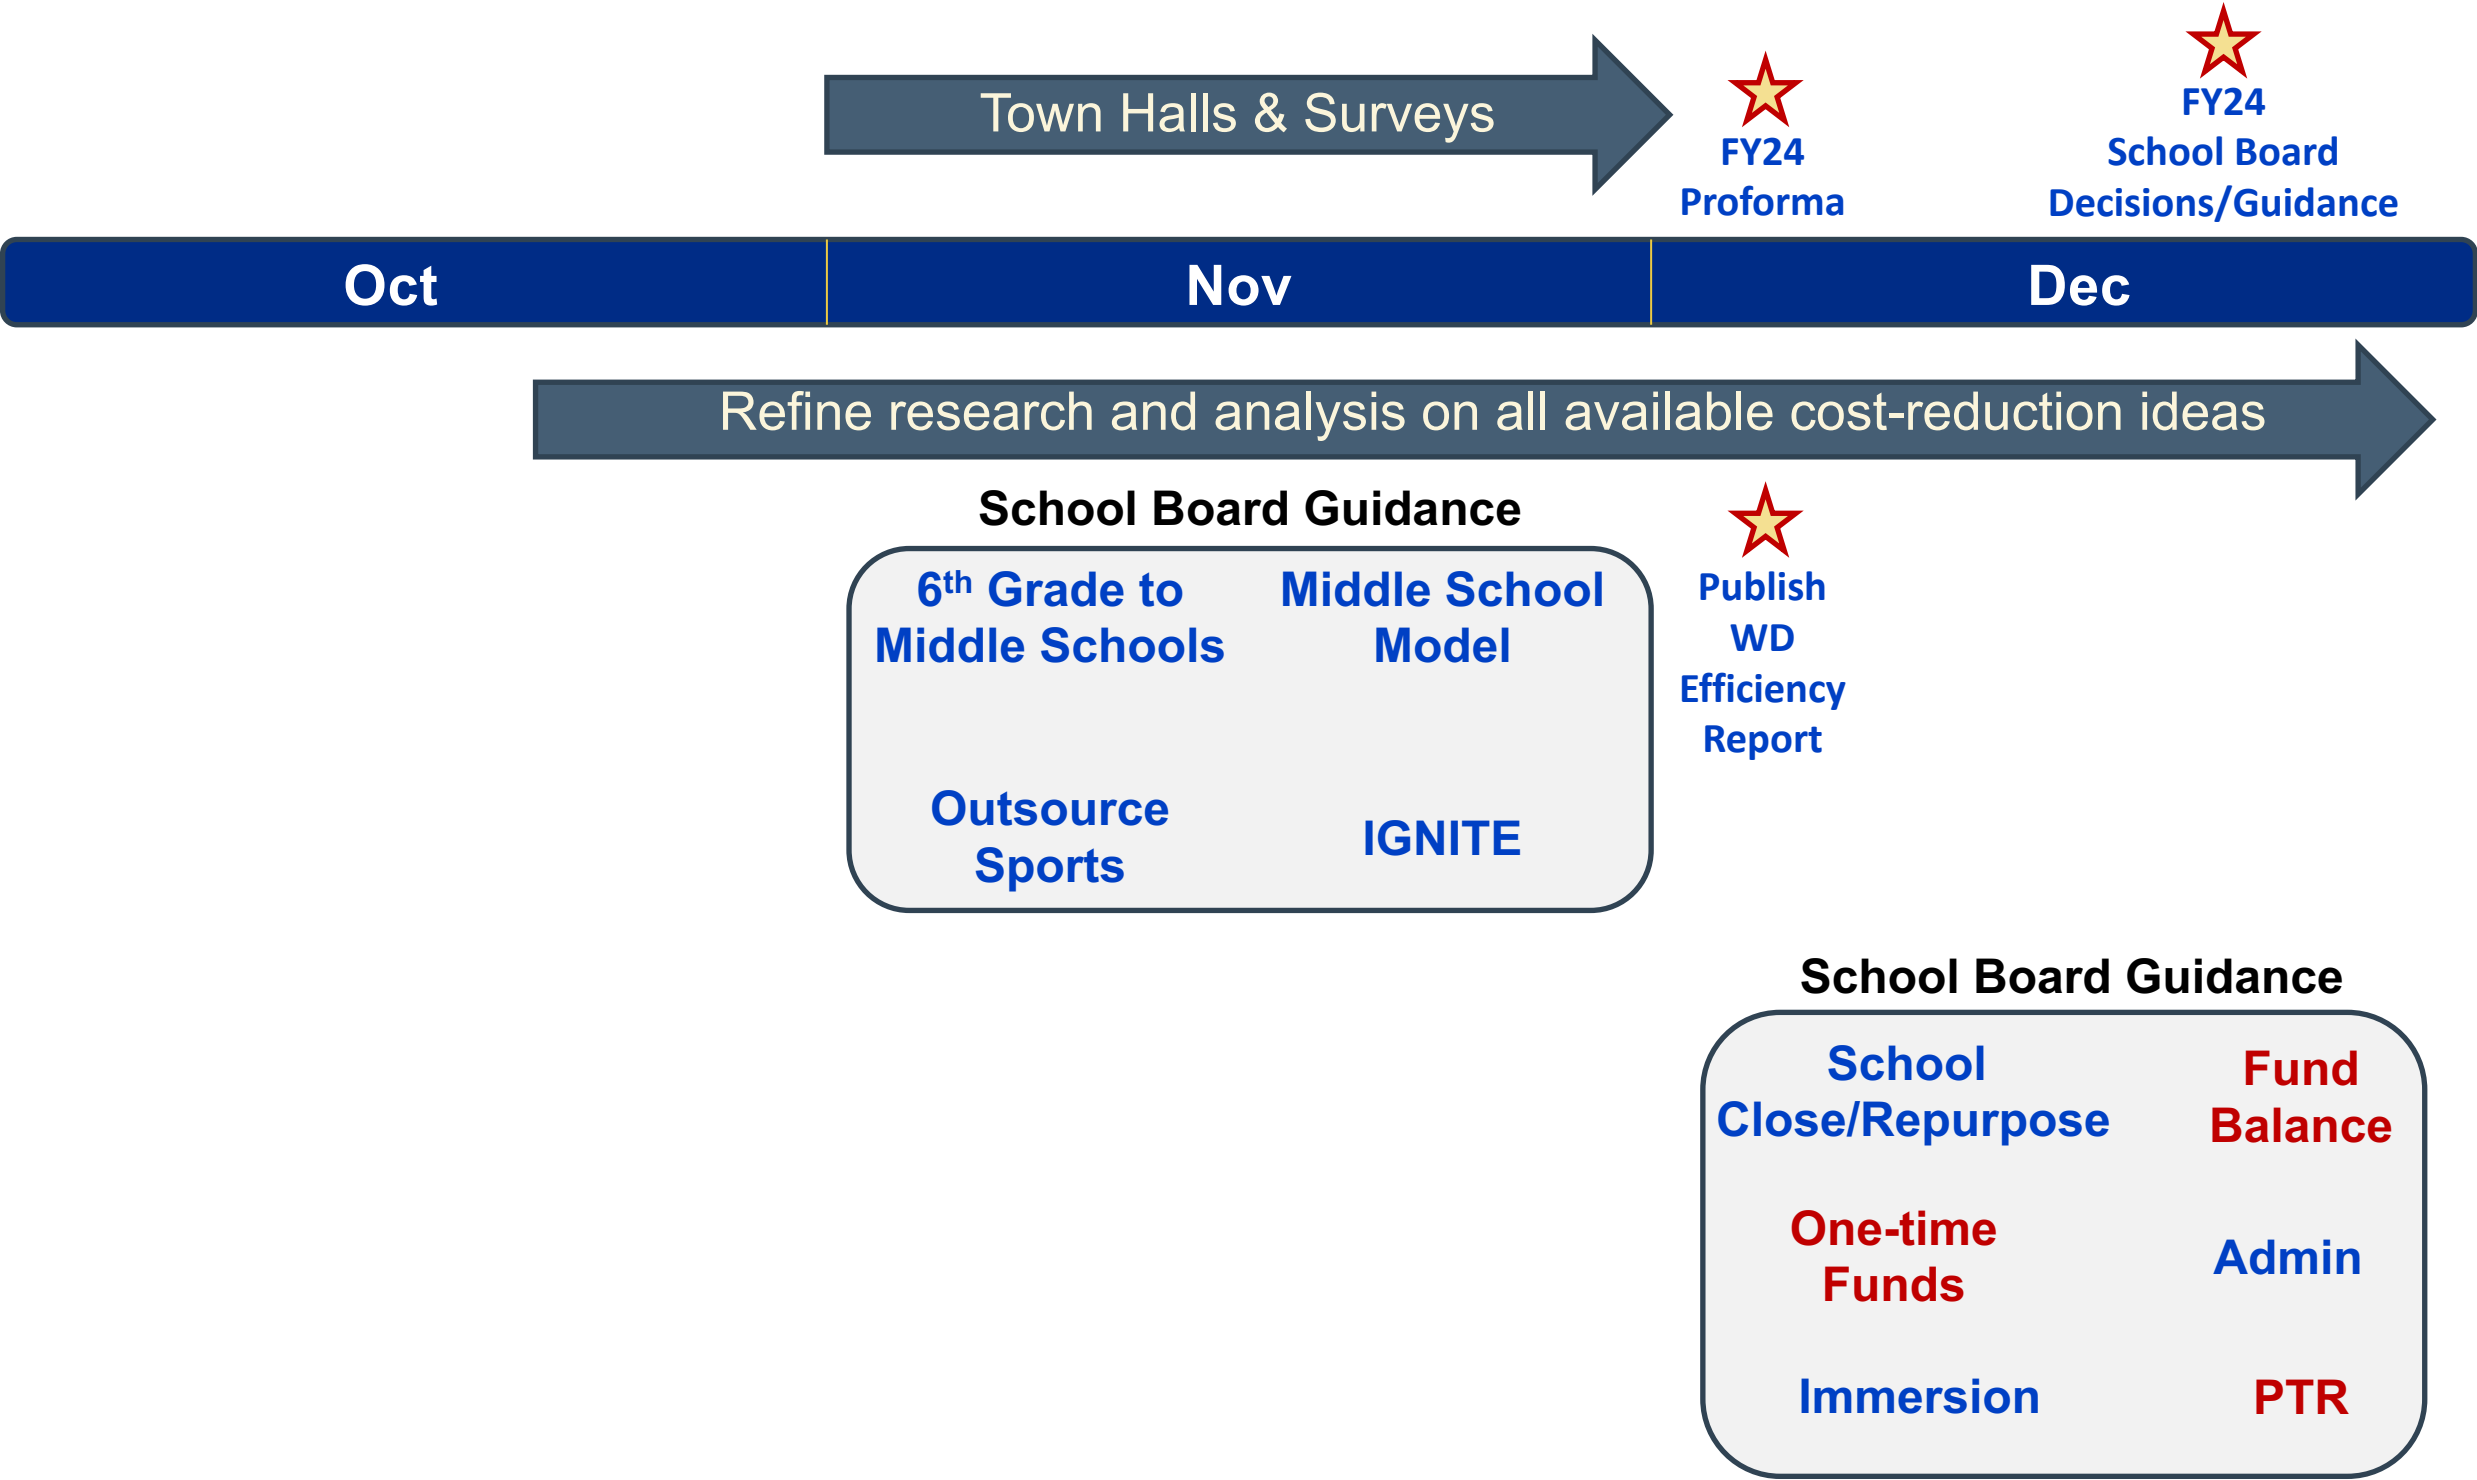 Town Halls & Surveys
FY24
Proforma
FY24
School Board
Decisions/Guidance
Oct
Nov
Dec
Refine research and analysis on all available cost-reduction ideas
School Board Guidance
6th Grade to
Middle Schools
Middle School
Model
Outsource
Sports
IGNITE
Publish
WD
Efficiency
Report
School Board Guidance
School
Close/Repurpose
Fund
Balance
One-time
Funds
Admin
Immersion
PTR